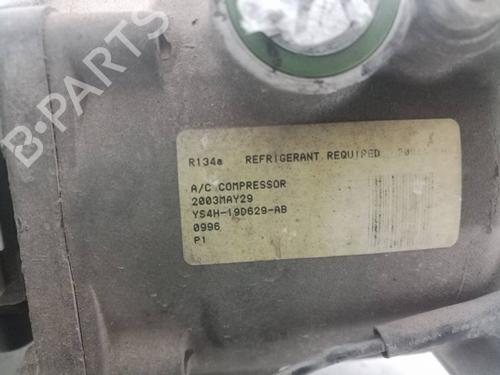 B-PARTS
R134a REFRIGERANT REQUIRED
A/C COMPRESSOR
2003MAY29
YS4H-19D629-AB
0996
P1